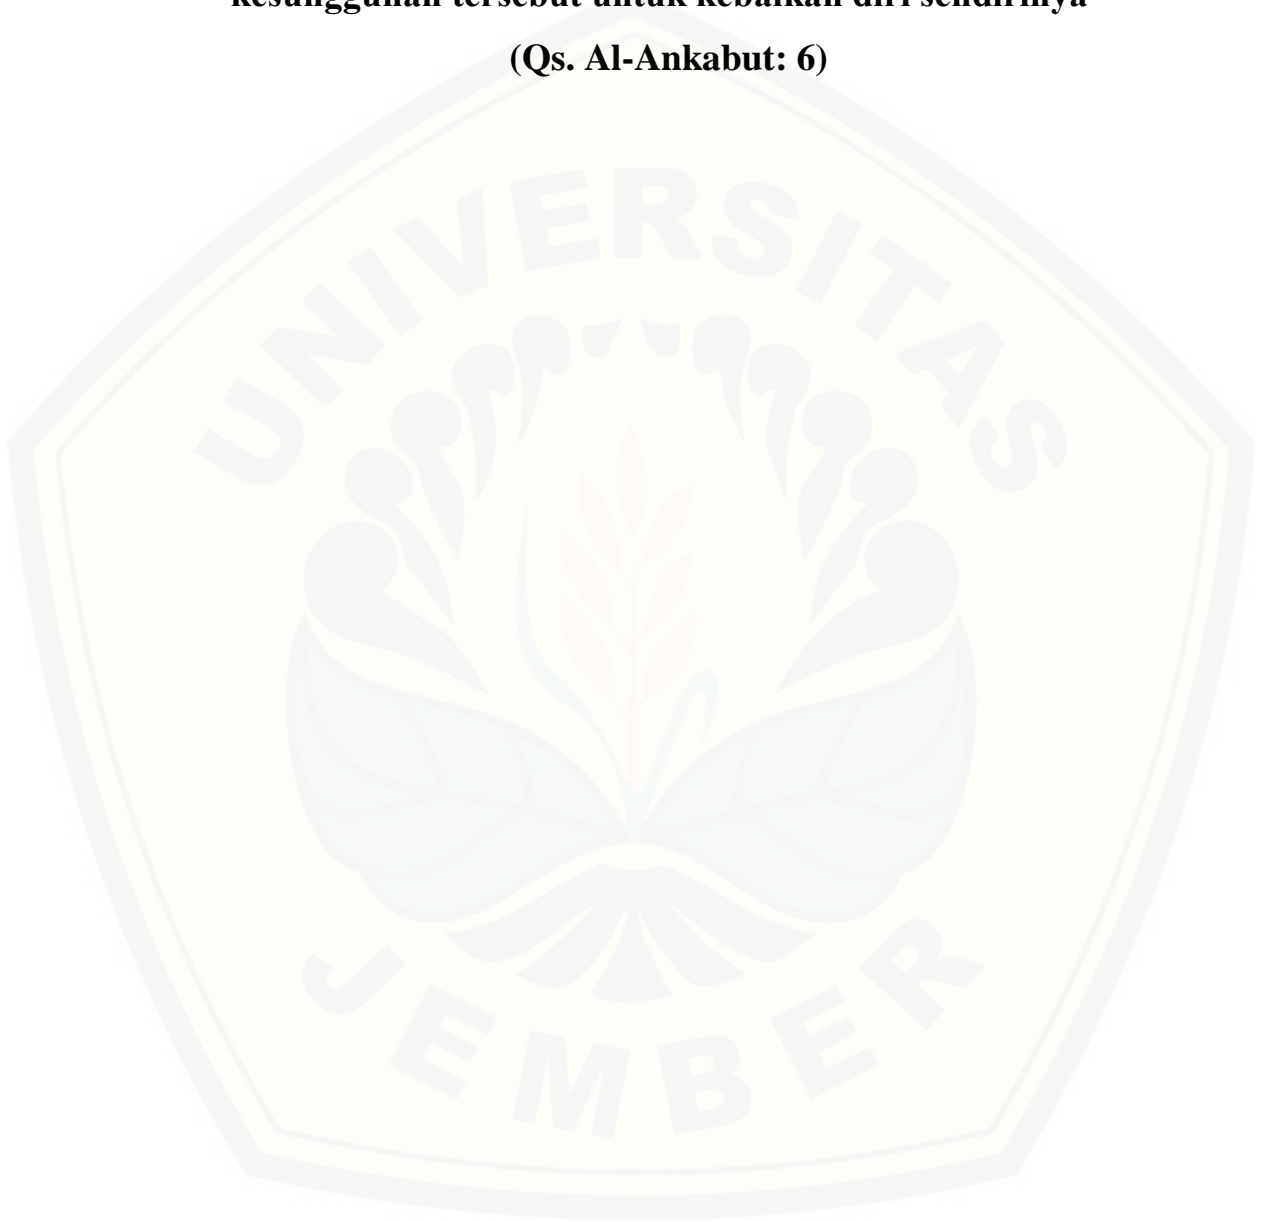 kesungguhan tersebut untuk kebaikan diri sendirinya
(Qs. Al-Ankabut: 6)
UNIVERSITAS
JEMBER